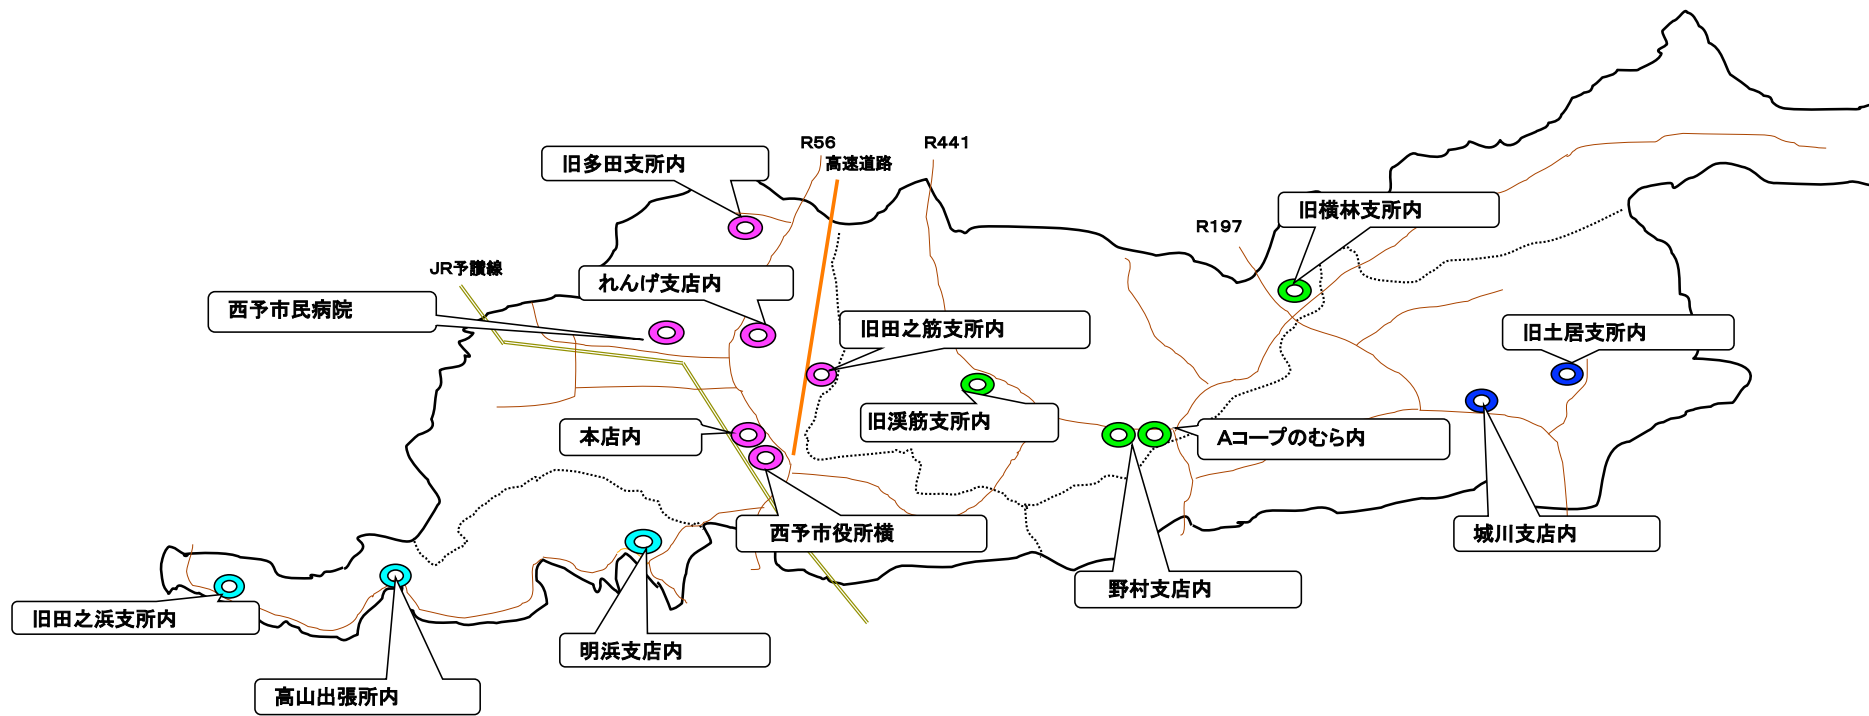 R56
R441
旧多田支所内
高速道路
旧横林支所内
R197
JR予讃線
れんげ支店内
西予市民病院
旧田之筋支所内
旧土居支所内
旧渓筋支所内
本店内
Aコープのむら内
西予市役所横
城川支店内
野村支店内
旧田之浜支所内
明浜支店内
高山出張所内